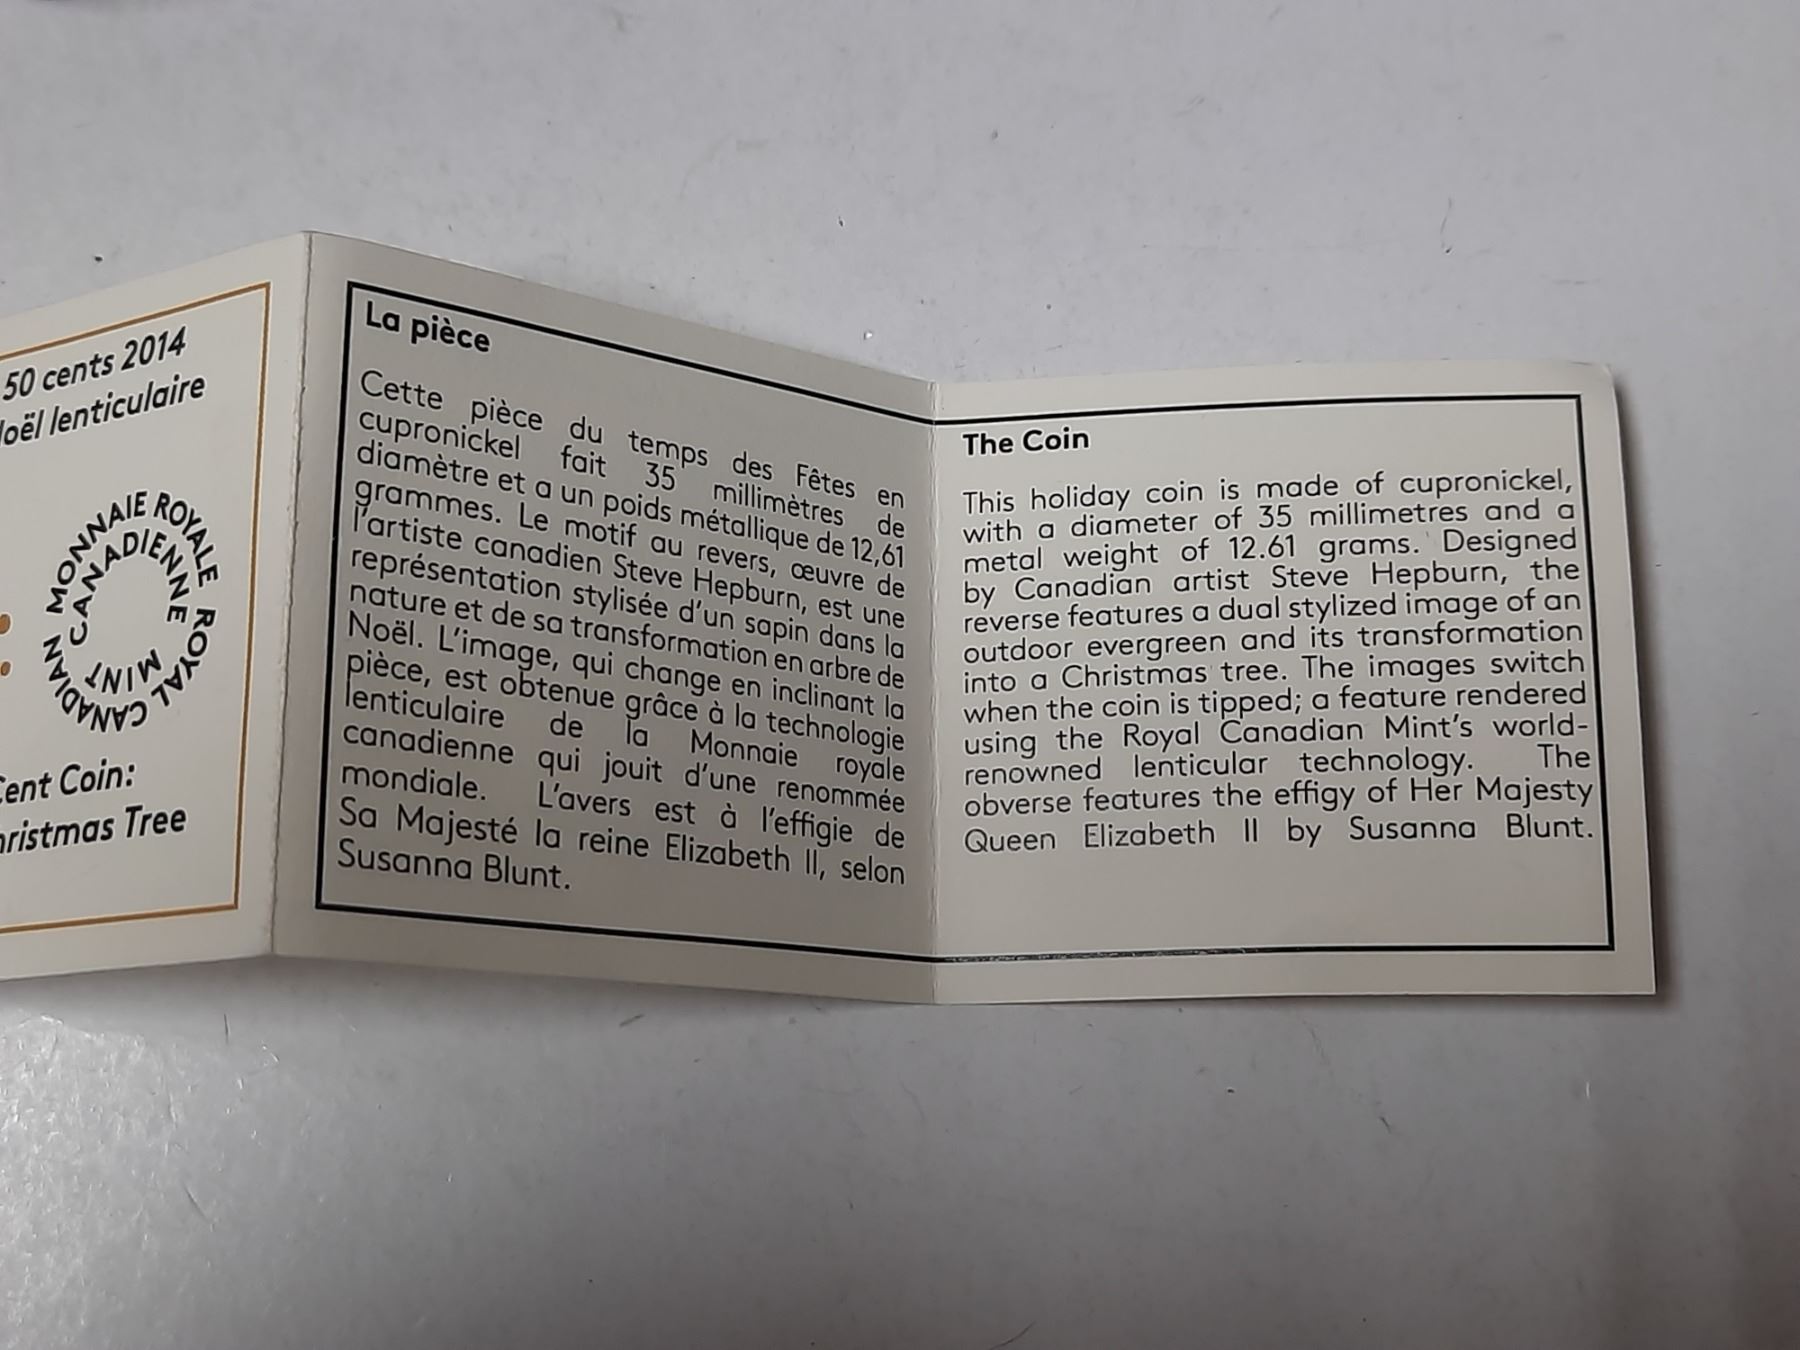 50 cents 2014
Noël lenticulaire
MONNAIE ROYALE CANADIENNE
ROYAL CANADIAN MINT
Cent Coin:
Christmas Tree
La pièce
Cette pièce du temps des Fêtes en
cupronickel fait 35 millimètres de
diamètre et a un poids métallique de 12,61
grammes. Le motif au revers, œuvre de
l'artiste canadien Steve Hepburn, est une
représentation stylisée d'un sapin dans la
nature et de sa transformation en arbre de
Noël. L'image, qui change en inclinant la
pièce, est obtenue grâce à la technologie
lenticulaire de la Monnaie royale
canadienne qui jouit d'une renommée
mondiale. L'avers est à l'effigie de
Sa Majesté la reine Elizabeth II, selon
Susanna Blunt.
The Coin
This holiday coin is made of cupronickel,
with a diameter of 35 millimetres and a
metal weight of 12.61 grams. Designed
by Canadian artist Steve Hepburn, the
reverse features a dual stylized image of an
outdoor evergreen and its transformation
into a Christmas tree. The images switch
when the coin is tipped; a feature rendered
using the Royal Canadian Mint's world-
renowned lenticular technology. The
obverse features the effigy of Her Majesty
Queen Elizabeth II by Susanna Blunt.